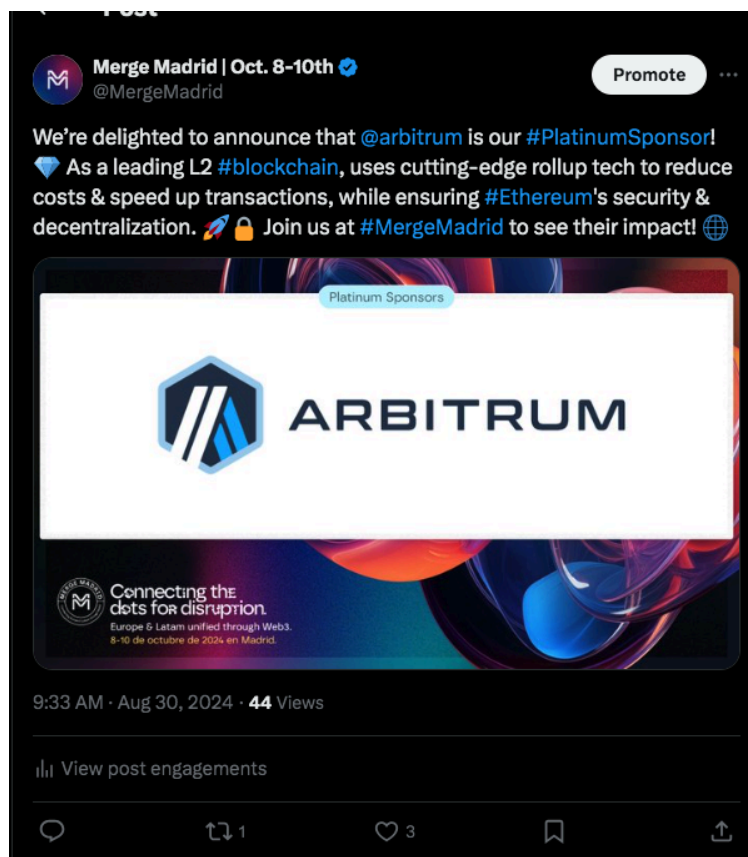 Post
Merge Madrid | Oct. 8-10th
@MergeMadrid
Promote
We’re delighted to announce that @arbitrum is our #PlatinumSponsor!
💎 As a leading L2 #blockchain, uses cutting-edge rollup tech to reduce
costs & speed up transactions, while ensuring #Ethereum's security &
decentralization. 🚀🔒 Join us at #MergeMadrid to see their impact! 🌐
Platinum Sponsors
ARBITRUM
MERGE MADRID
Connecting the
dots for disruption.
Europe & Latam unified through Web3.
8-10 de octubre de 2024 en Madrid.
9:33 AM · Aug 30, 2024 · 44 Views
View post engagements
1
3